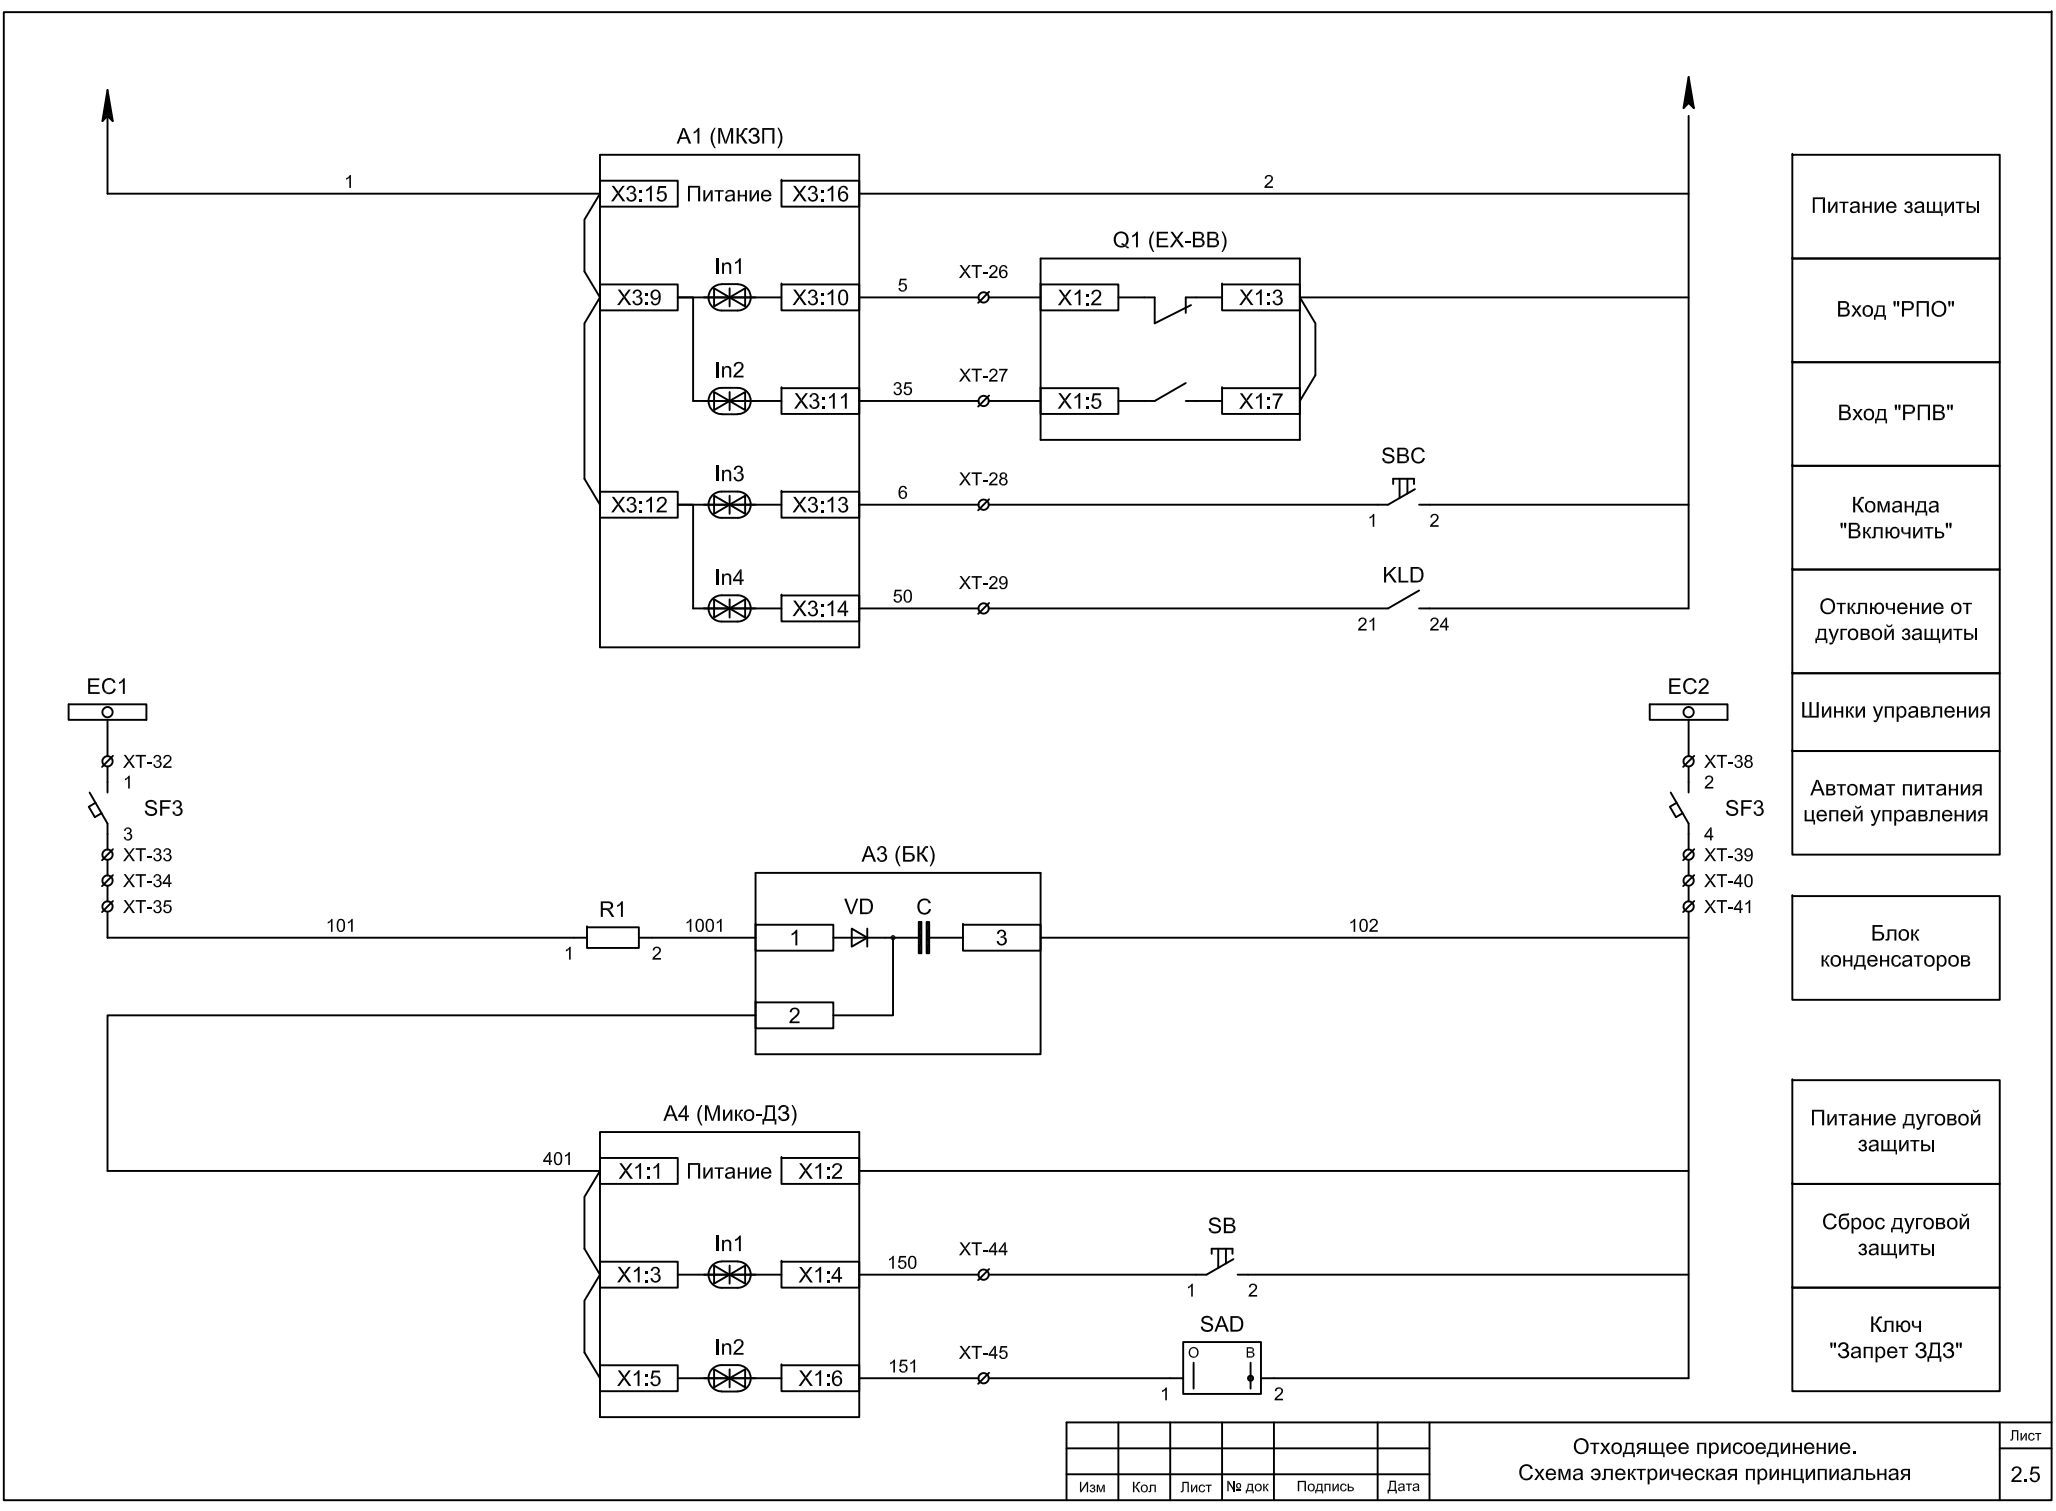 A1 (МКЗП)
1
X3:15 Питание X3:16
2
Питание защиты
Q1 (EX-BB)
In1
X3:9
X3:10
5
XT-26
X1:2
X1:3
Вход "РПО"
In2
X3:11
35
XT-27
X1:5
X1:7
Вход "РПВ"
In3
X3:12
X3:13
6
XT-28
SBC
1 2
Команда
"Включить"
In4
X3:14
50
XT-29
KLD
21 24
Отключение от
дуговой защиты
EC1
EC2
Шинки управления
XT-32
1
SF3
3
XT-33
XT-34
XT-35
XT-38
2
SF3
4
XT-39
XT-40
XT-41
Автомат питания
цепей управления
A3 (БК)
101
R1
1 2
1001
1
VD
C
3
102
2
Блок
конденсаторов
A4 (Мико-ДЗ)
401
X1:1 Питание X1:2
Питание дуговой
защиты
In1
X1:3
X1:4
150
XT-44
SB
1 2
Сброс дуговой
защиты
In2
X1:5
X1:6
151
XT-45
SAD
О В
1 2
Ключ
"Запрет ЗДЗ"
Изм Кол Лист № док Подпись Дата
Отходящее присоединение.
Схема электрическая принципиальная
Лист
2.5